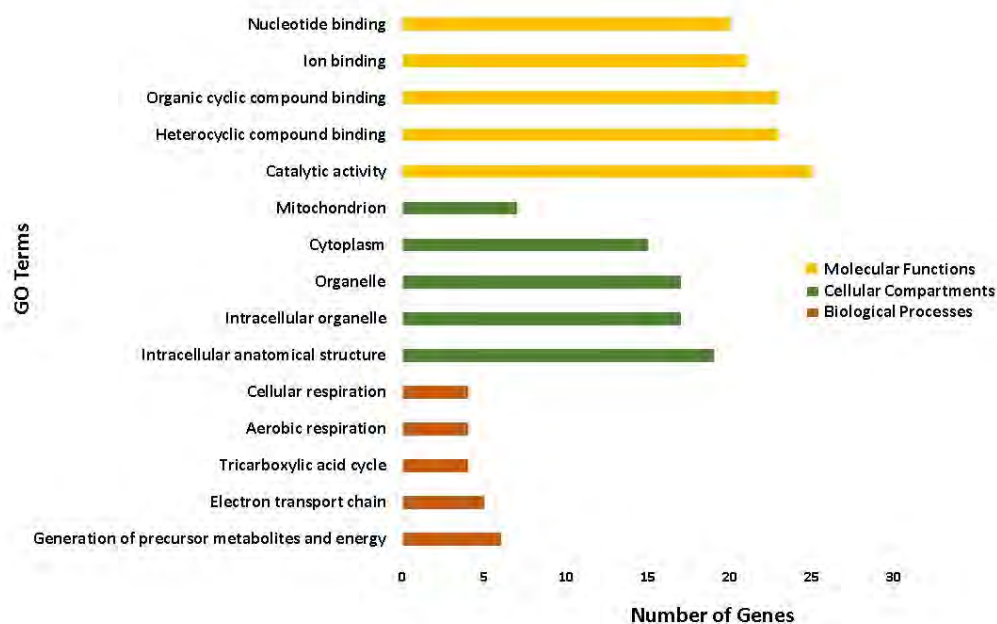 Nucleotide binding
Ion binding
Organic cyclic compound binding
Heterocyclic compound binding
Catalytic activity
Mitochondrion
Cytoplasm
Organelle
Intracellular organelle
Intracellular anatomical structure
Cellular respiration
Aerobic respiration
Tricarboxylic acid cycle
Electron transport chain
Generation of precursor metabolites and energy
GO Terms
Molecular Functions
Cellular Compartments
Biological Processes
0 5 10 15 20 25 30
Number of Genes